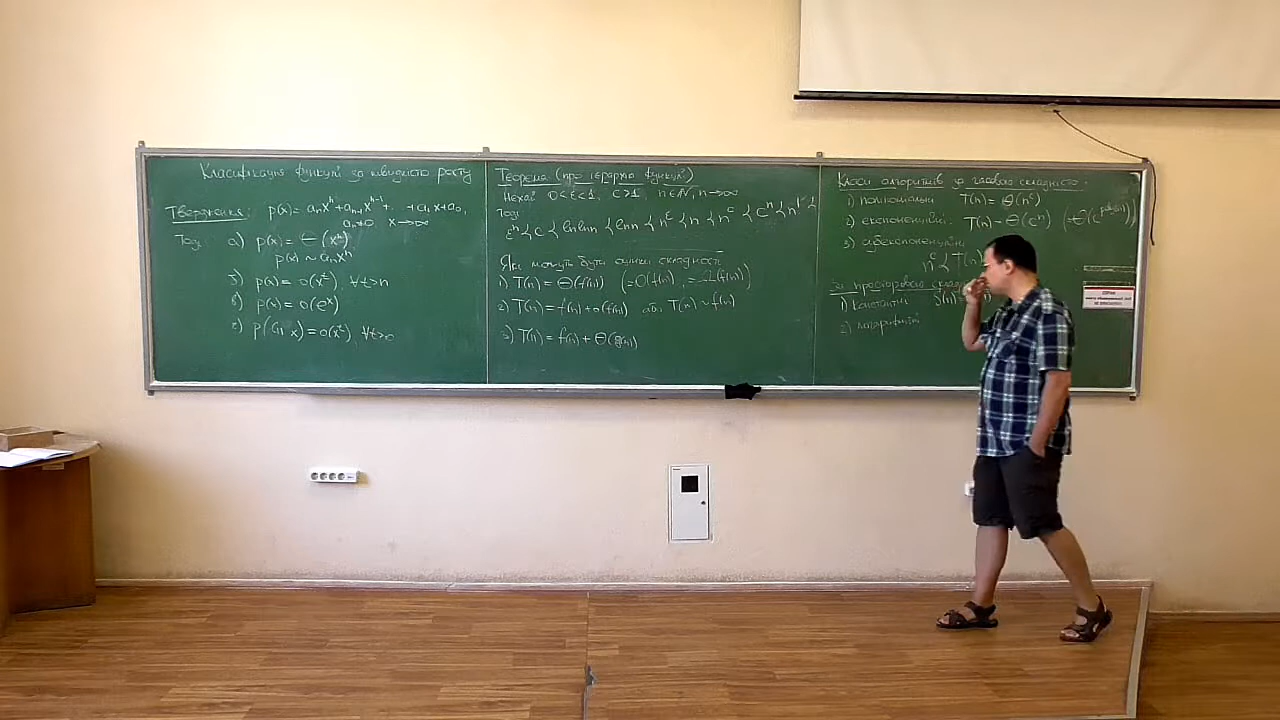 Класифікація функцій за швидкістю росту
Твердження: p(x) = aₙxⁿ + aₙ₋₁xⁿ⁻¹ + ... + a₁x + a₀,
aₙ≠0 x→∞
Тоді а) p(x) = Θ(xⁿ)
p(x) ~ aₙxⁿ
б) p(x) = o(xᵗ) ∀t>n
в) p(x) = o(eˣ)
г) p(ln x) = o(xᵗ), ∀t>0
Теорема (про ієрархію функцій)
Нехай 0<ε<1, c>1, n∈N, n→∞
Тоді
εⁿ ≺ c ≺ ln ln n ≺ ln n ≺ n^ε ≺ n ≺ n^c ≺ cⁿ ≺ nⁿ ≺
Які можуть бути оцінки складності
1) T(n) = Θ(f(n)) (=O(f(n)), =Ω(f(n)))
2) T(n) = f(n) + o(f(n)) або T(n) ~ f(n)
3) T(n) = f(n) + Θ(g(n))
Класи алгоритмів за часовою складністю:
1) поліноміальні T(n) = Θ(n^c)
2) експоненційні: T(n) = Θ(cⁿ)
3) субекспоненційні
n^c ≺ T(n)
За просторовою
1) константні S(n)
2) логарифмічні